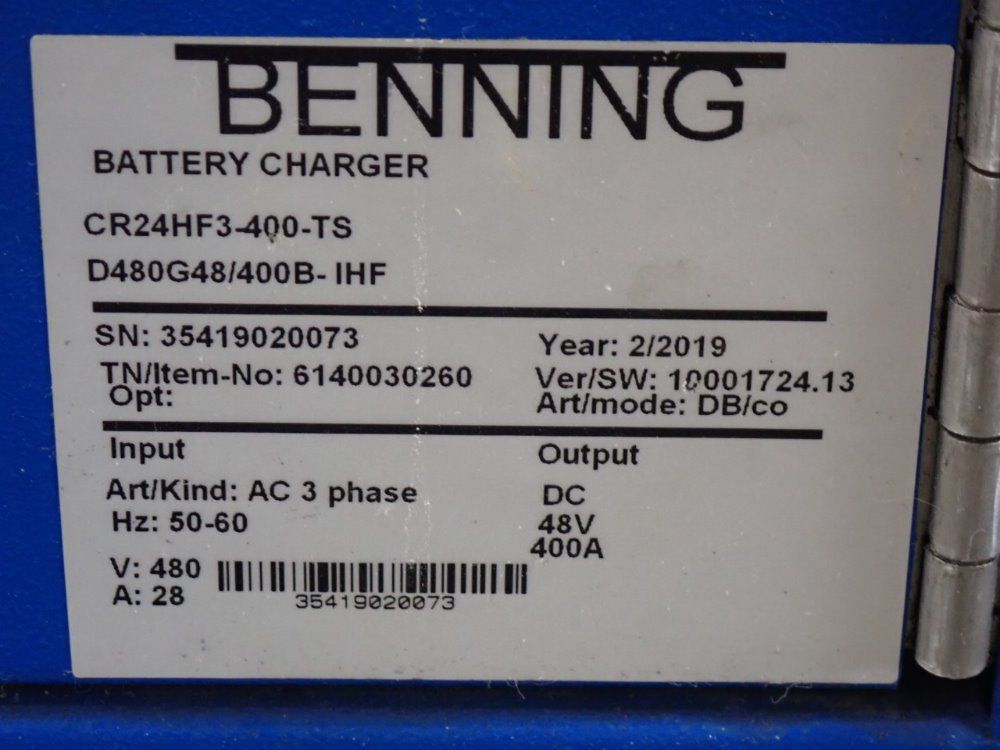 BENNING
BATTERY CHARGER
CR24HF3-400-TS
D480G48/400B- IHF
SN: 35419020073
Year: 2/2019
TN/Item-No: 6140030260
Ver/SW: 10001724.13
Opt:
Art/mode: DB/co
Input
Output
Art/Kind: AC 3 phase
DC
Hz: 50-60
48V
400A
V: 480
A: 28
35419020073